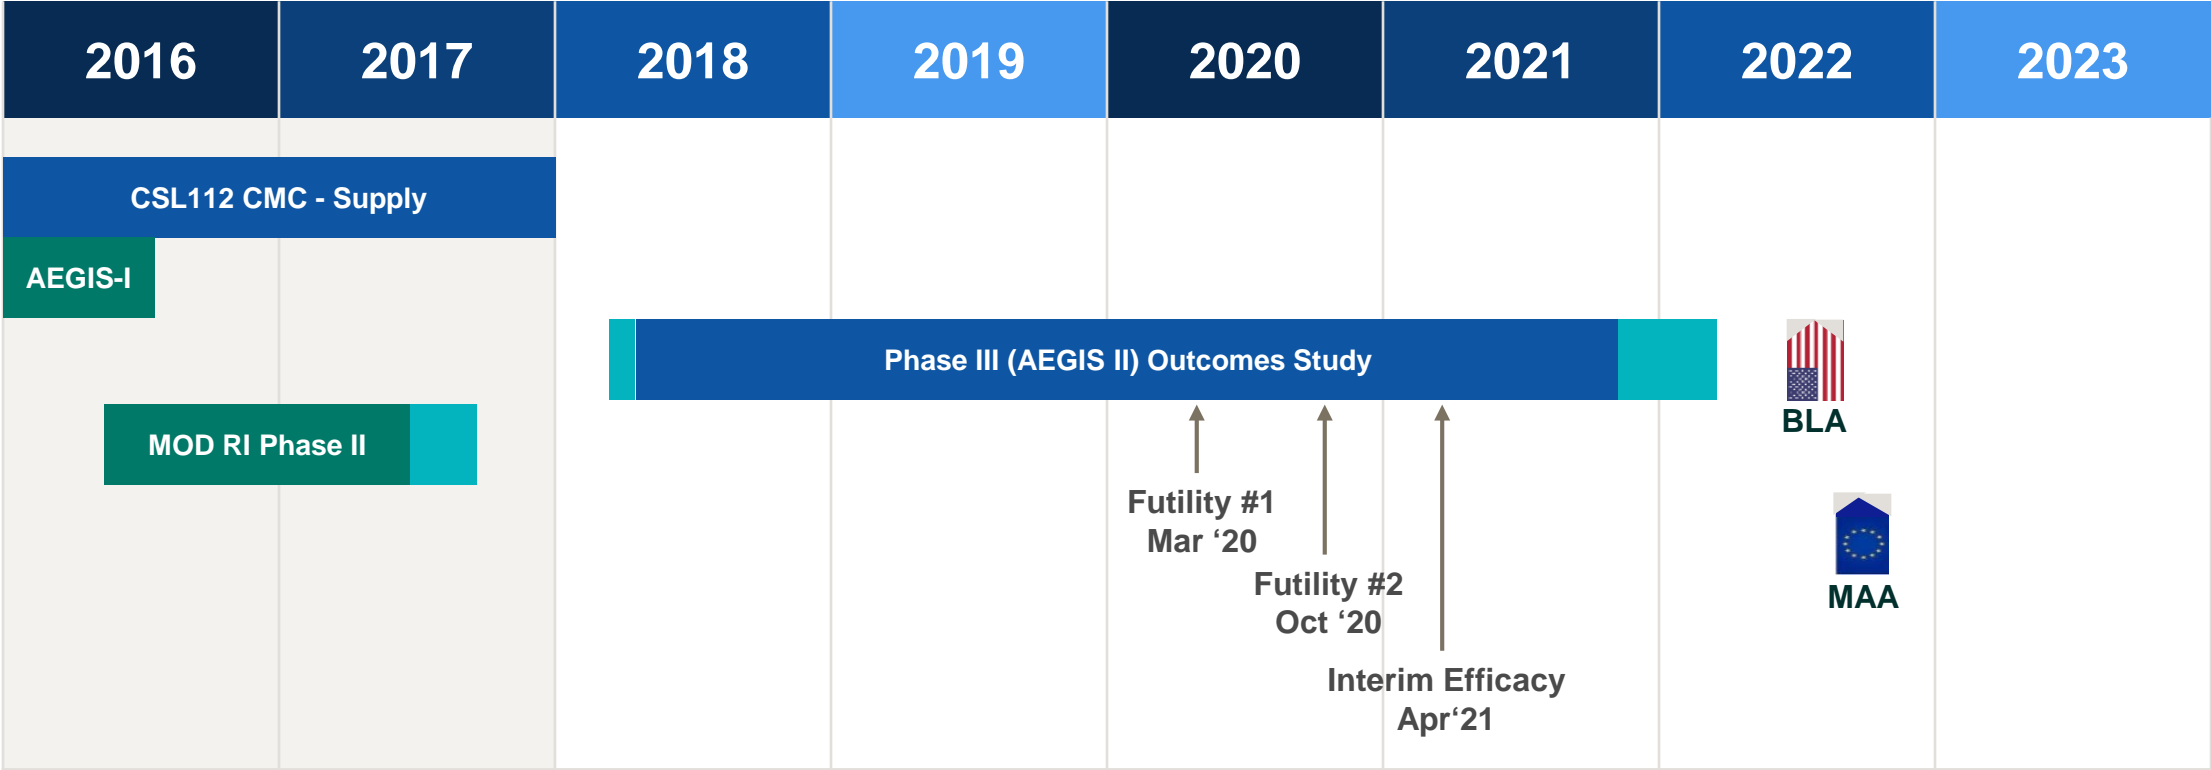 2016 2017 2018 2019 2020 2021 2022 2023
CSL112 CMC - Supply
AEGIS-I
Phase III (AEGIS II) Outcomes Study
BLA
MOD RI Phase II
Futility #1
Mar ‘20
Futility #2
Oct ‘20
MAA
Interim Efficacy
Apr‘21